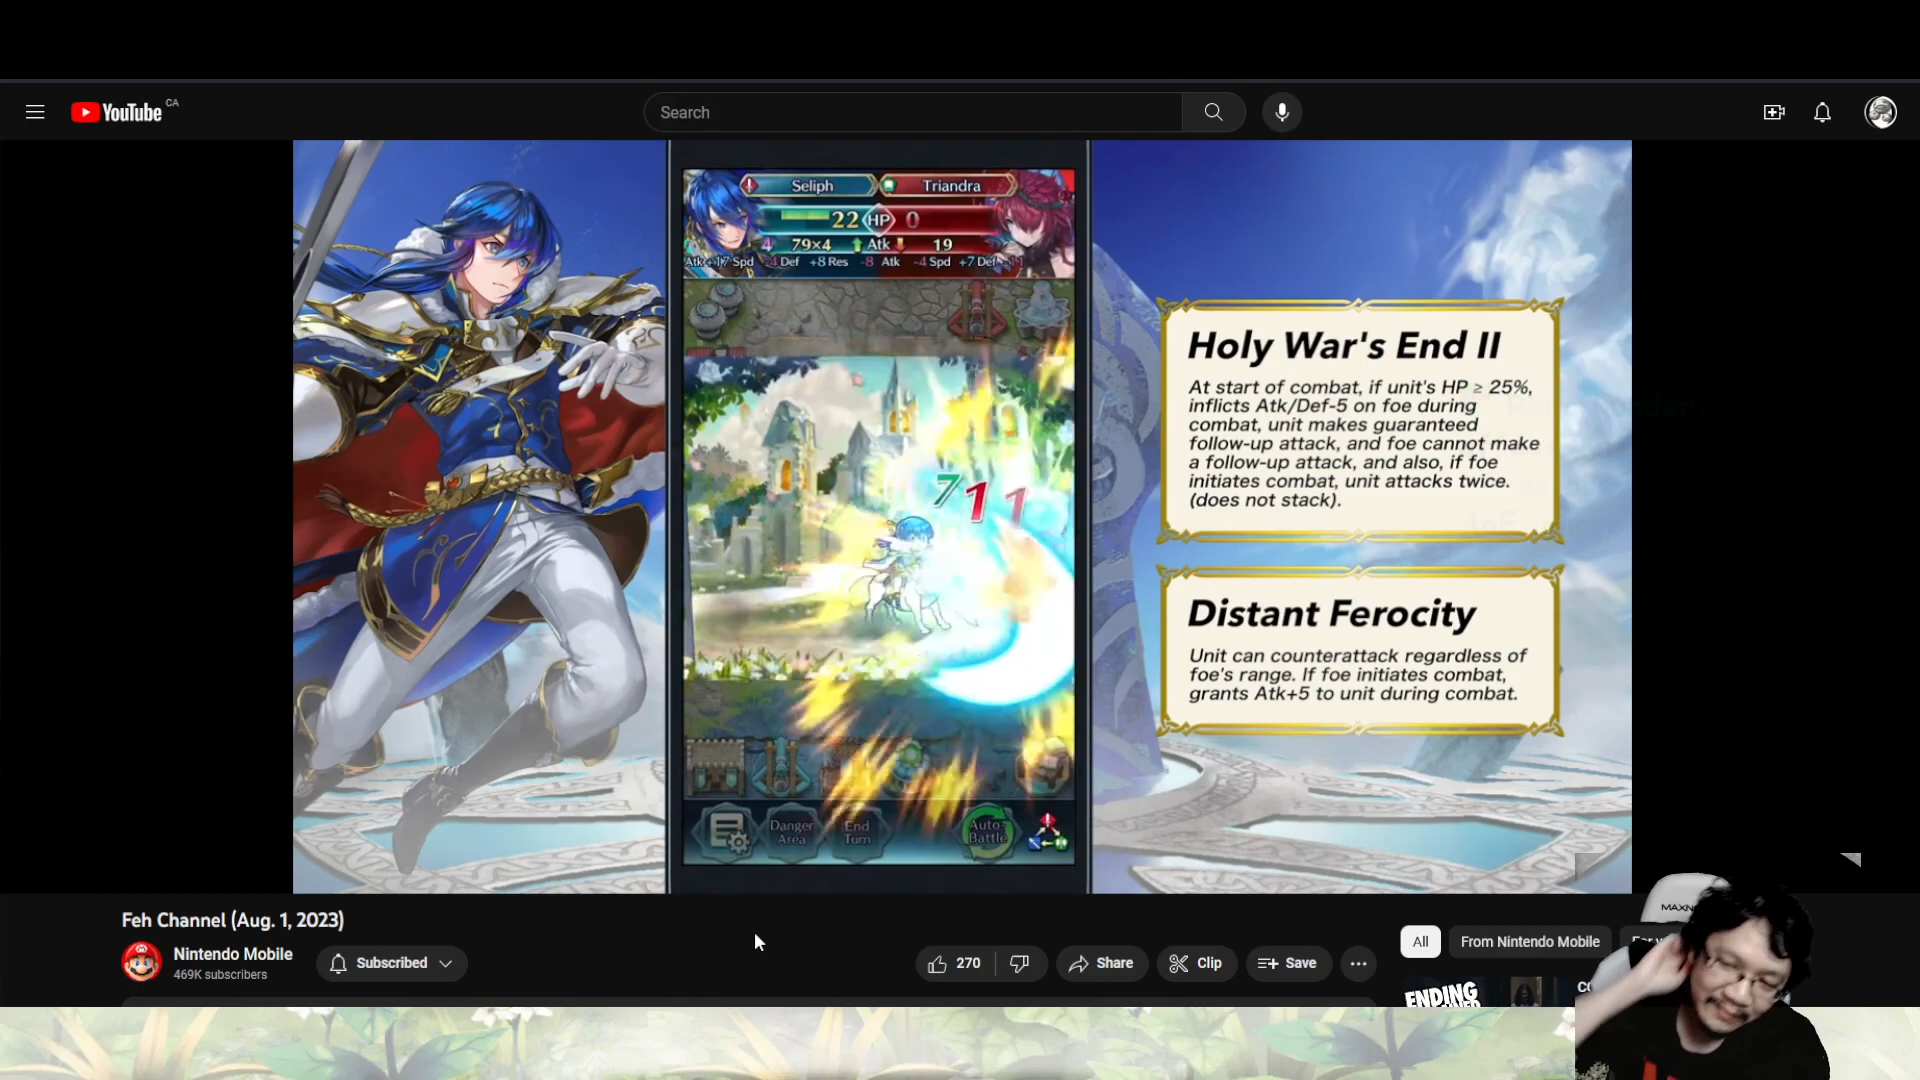 YouTube CA
Search
Seliph
Triandra
22 HP 0
79×4 Atk 19
Atk+17 Spd -4 Def +8 Res -8 Atk -4 Spd +7 Def
7 1 1
Danger Area
End Turn
Auto-Battle
Holy War's End II
At start of combat, if unit's HP ≥ 25%,
inflicts Atk/Def-5 on foe during
combat, unit makes guaranteed
follow-up attack, and foe cannot make
a follow-up attack, and also, if foe
initiates combat, unit attacks twice.
(does not stack).
Distant Ferocity
Unit can counterattack regardless of
foe's range. If foe initiates combat,
grants Atk+5 to unit during combat.
Feh Channel (Aug. 1, 2023)
Nintendo Mobile
469K subscribers
Subscribed
270
Share
Clip
Save
All
From Nintendo Mobile
ENDING